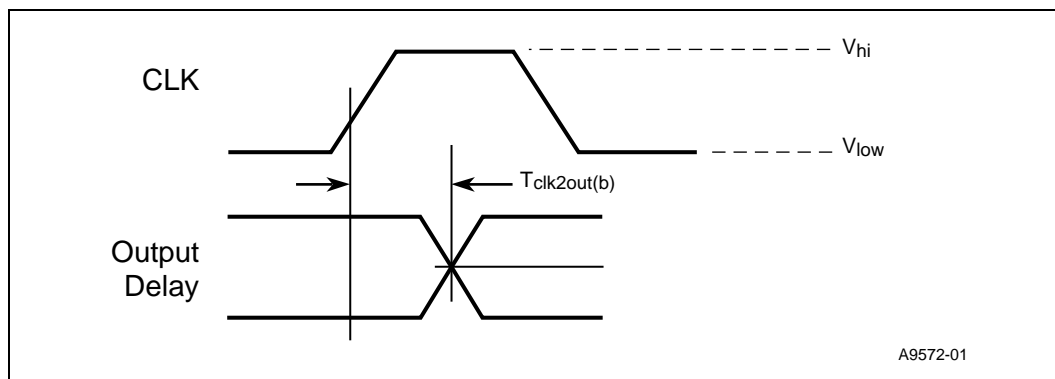 CLK
Vhi
Vlow
Tclk2out(b)
Output
Delay
A9572-01